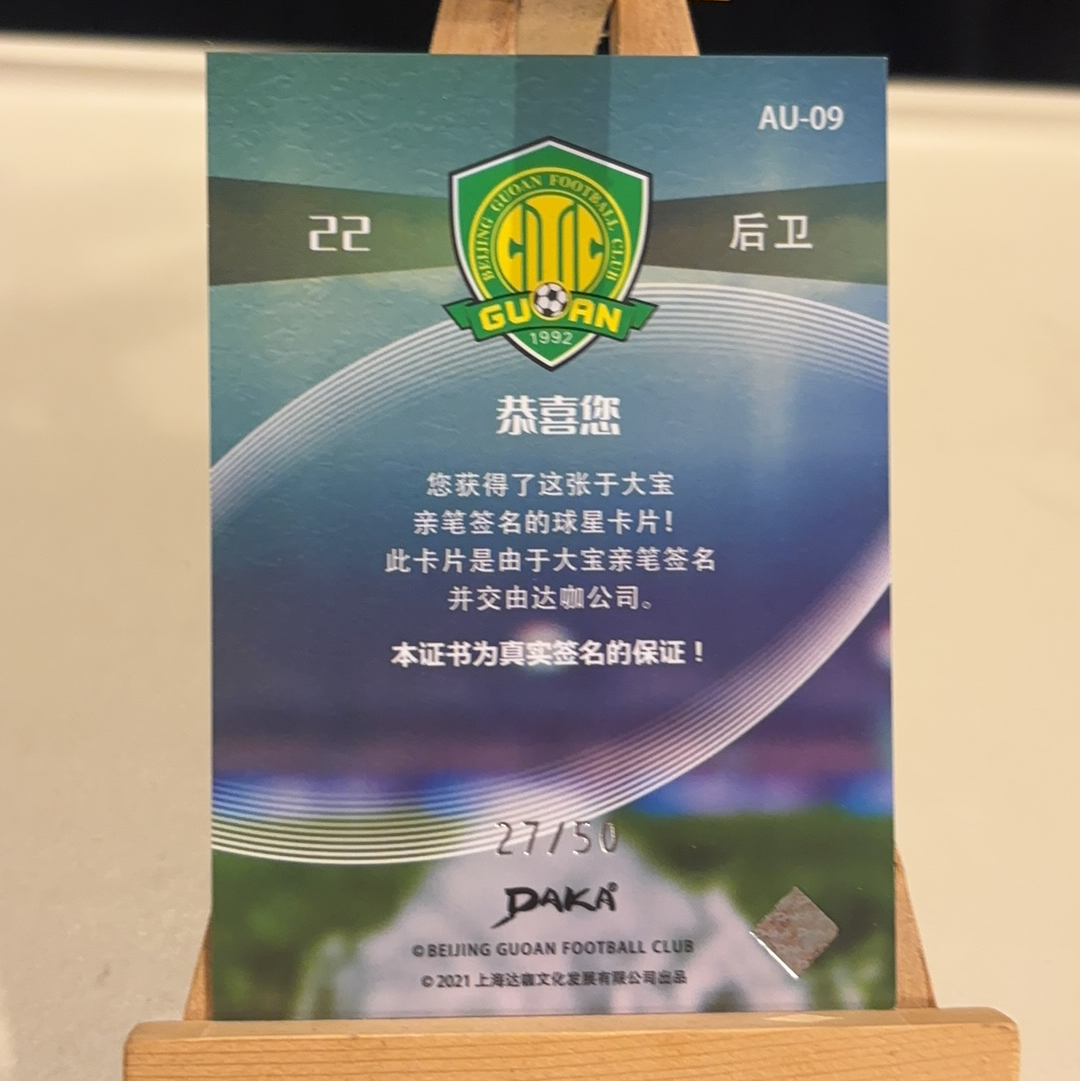 AU-09
22
后卫
BEIJING GUOAN FOOTBALL CLUB
CITIC
GUOAN
1992
恭喜您
您获得了这张于大宝
亲笔签名的球星卡片!
此卡片是由于大宝亲笔签名
并交由达咖公司。
本证书为真实签名的保证!
27/50
DAKA®
©BEIJING GUOAN FOOTBALL CLUB
©2021 上海达咖文化发展有限公司出品